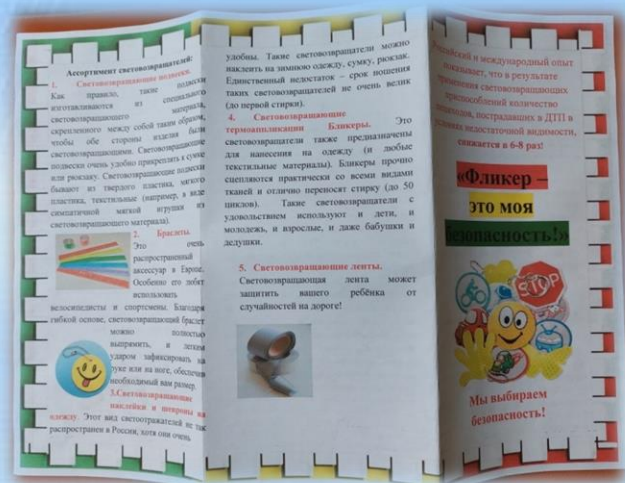 Ассортимент световозвращателей:
1. Световозвращающие подвески.
Как правило, такие подвески
изготавливаются из специального
световозвращающего материала,
скрепленного между собой таким образом,
чтобы обе стороны изделия были
световозвращающими. Световозвращающие
подвески очень удобно прикреплять к сумке
или рюкзаку. Световозвращающие подвески
бывают из твердого пластика, мягкого
пластика, текстильные (например, в виде
симпатичной мягкой игрушки из
световозвращающего материала).
2. Браслеты.
Это очень
распространенный
аксессуар в Европе.
Особенно его любят
использовать
велосипедисты и спортсмены. Благодаря
гибкой основе, световозвращающий браслет
можно полностью
выпрямить, а легким
ударом зафиксировать на
руке или на ноге, обеспечив
необходимый вам размер.
3.Световозвращающие
наклейки и шевроны на
одежду. Этот вид светоотражателей не так
распространен в России, хотя они очень
удобны. Такие световозвращатели можно
наклеить на зимнюю одежду, сумку, рюкзак.
Единственный недостаток – срок ношения
таких световозвращателей не очень велик
(до первой стирки).
4. Световозвращающие
термоаппликации Бликеры. Это
световозвращатели также предназначены
для нанесения на одежду (и любые
текстильные материалы). Бликеры прочно
сцепляются практически со всеми видами
тканей и отлично переносят стирку (до 50
циклов). Такие световозвращатели с
удовольствием используют и дети, и
молодежь, и взрослые, и даже бабушки и
дедушки.
5. Световозвращающие ленты.
Световозвращающая лента может
защитить вашего ребёнка от
случайностей на дороге!
Российский и международный опыт
показывает, что в результате
применения световозвращающих
приспособлений количество
пешеходов, пострадавших в ДТП в
условиях недостаточной видимости,
снижается в 6-8 раз!
«Фликер –
это моя
безопасность!»
STOP
Мы выбираем
безопасность!